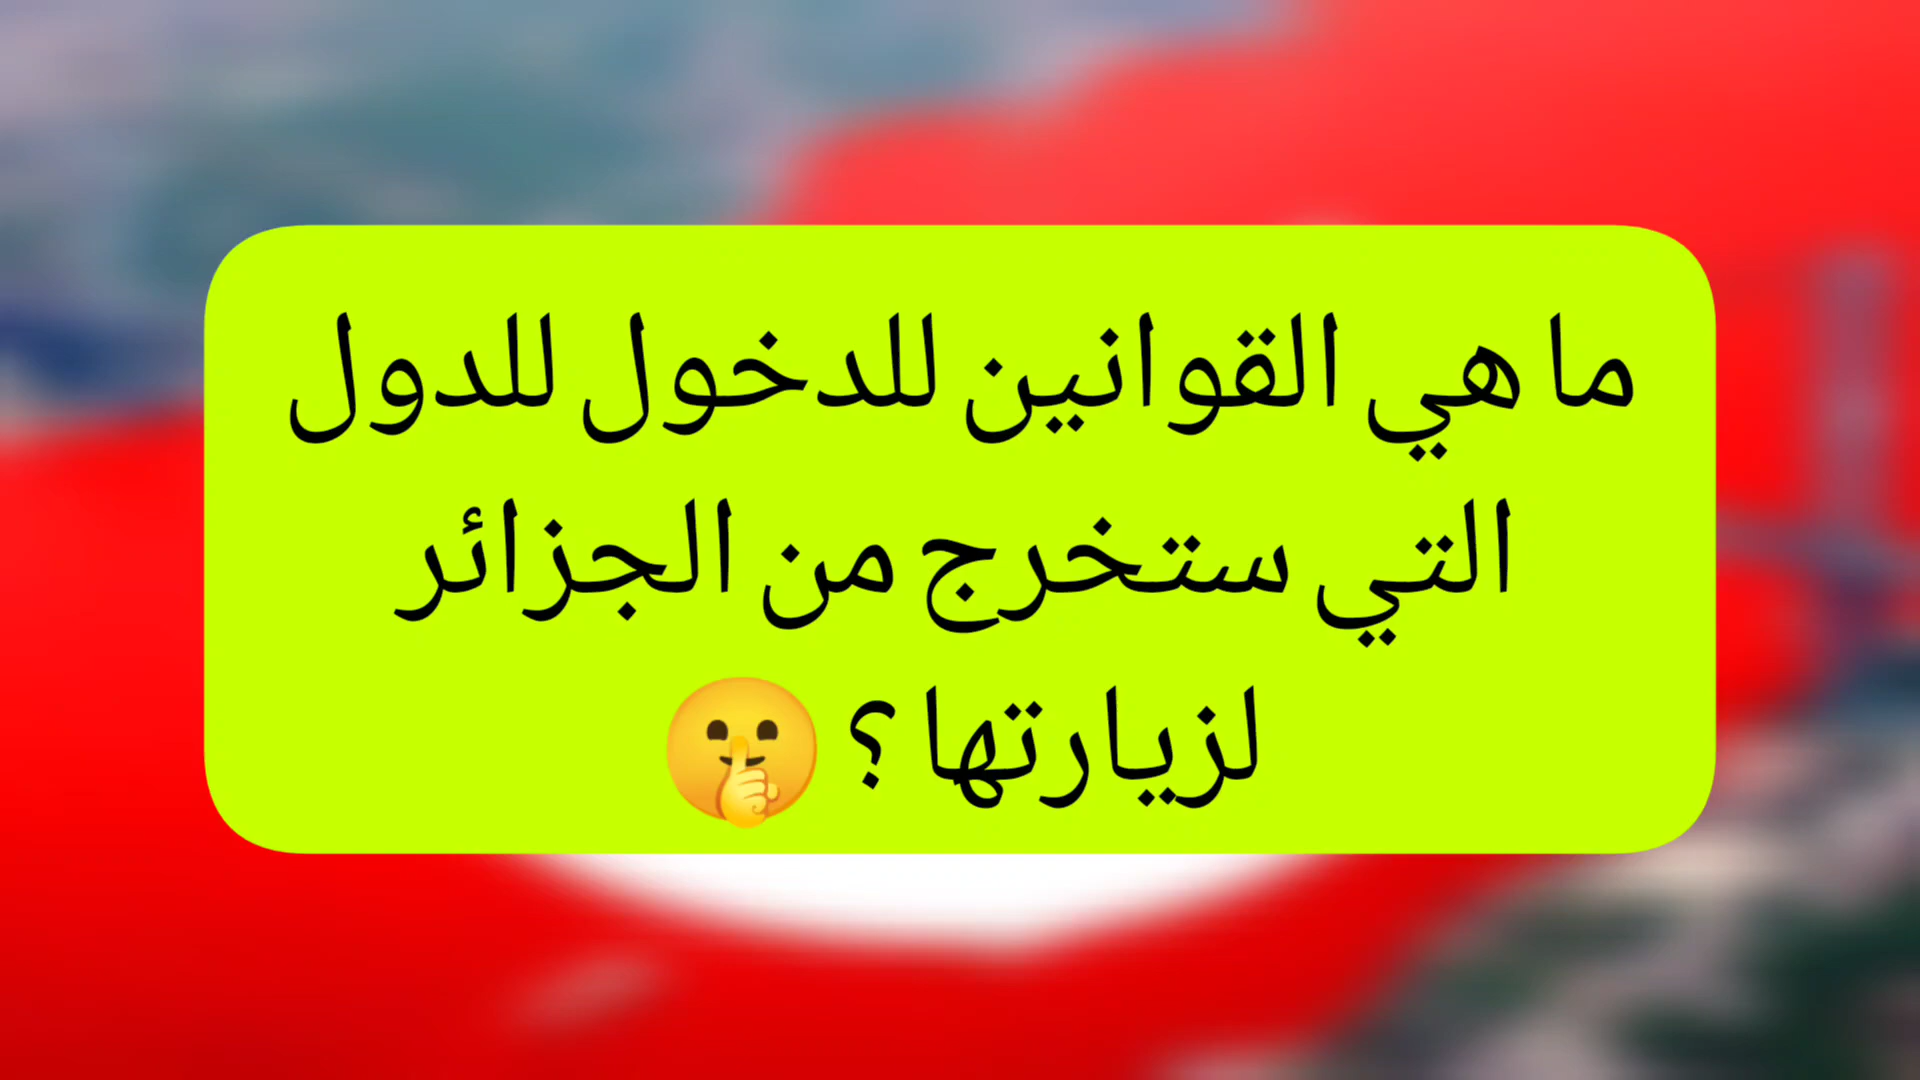 ما هي القوانين للدخول للدول
التي ستخرج من الجزائر
لزيارتها ؟ 🤫